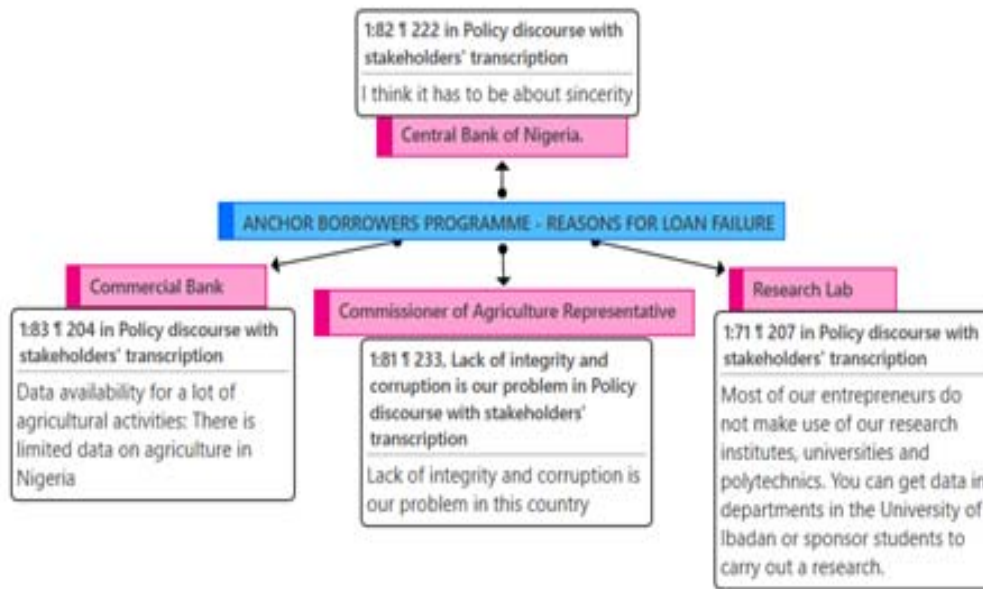 1:82 ¶ 222 in Policy discourse with
stakeholders' transcription
I think it has to be about sincerity
Central Bank of Nigeria.
ANCHOR BORROWERS PROGRAMME - REASONS FOR LOAN FAILURE
Commercial Bank
1:83 ¶ 204 in Policy discourse with
stakeholders' transcription
Data availability for a lot of
agricultural activities: There is
limited data on agriculture in
Nigeria
Commissioner of Agriculture Representative
1:81 ¶ 233, Lack of integrity and
corruption is our problem in Policy
discourse with stakeholders'
transcription
Lack of integrity and corruption is
our problem in this country
Research Lab
1:71 ¶ 207 in Policy discourse with
stakeholders' transcription
Most of our entrepreneurs do
not make use of our research
institutes, universities and
polytechnics. You can get data in
departments in the University of
Ibadan or sponsor students to
carry out a research.